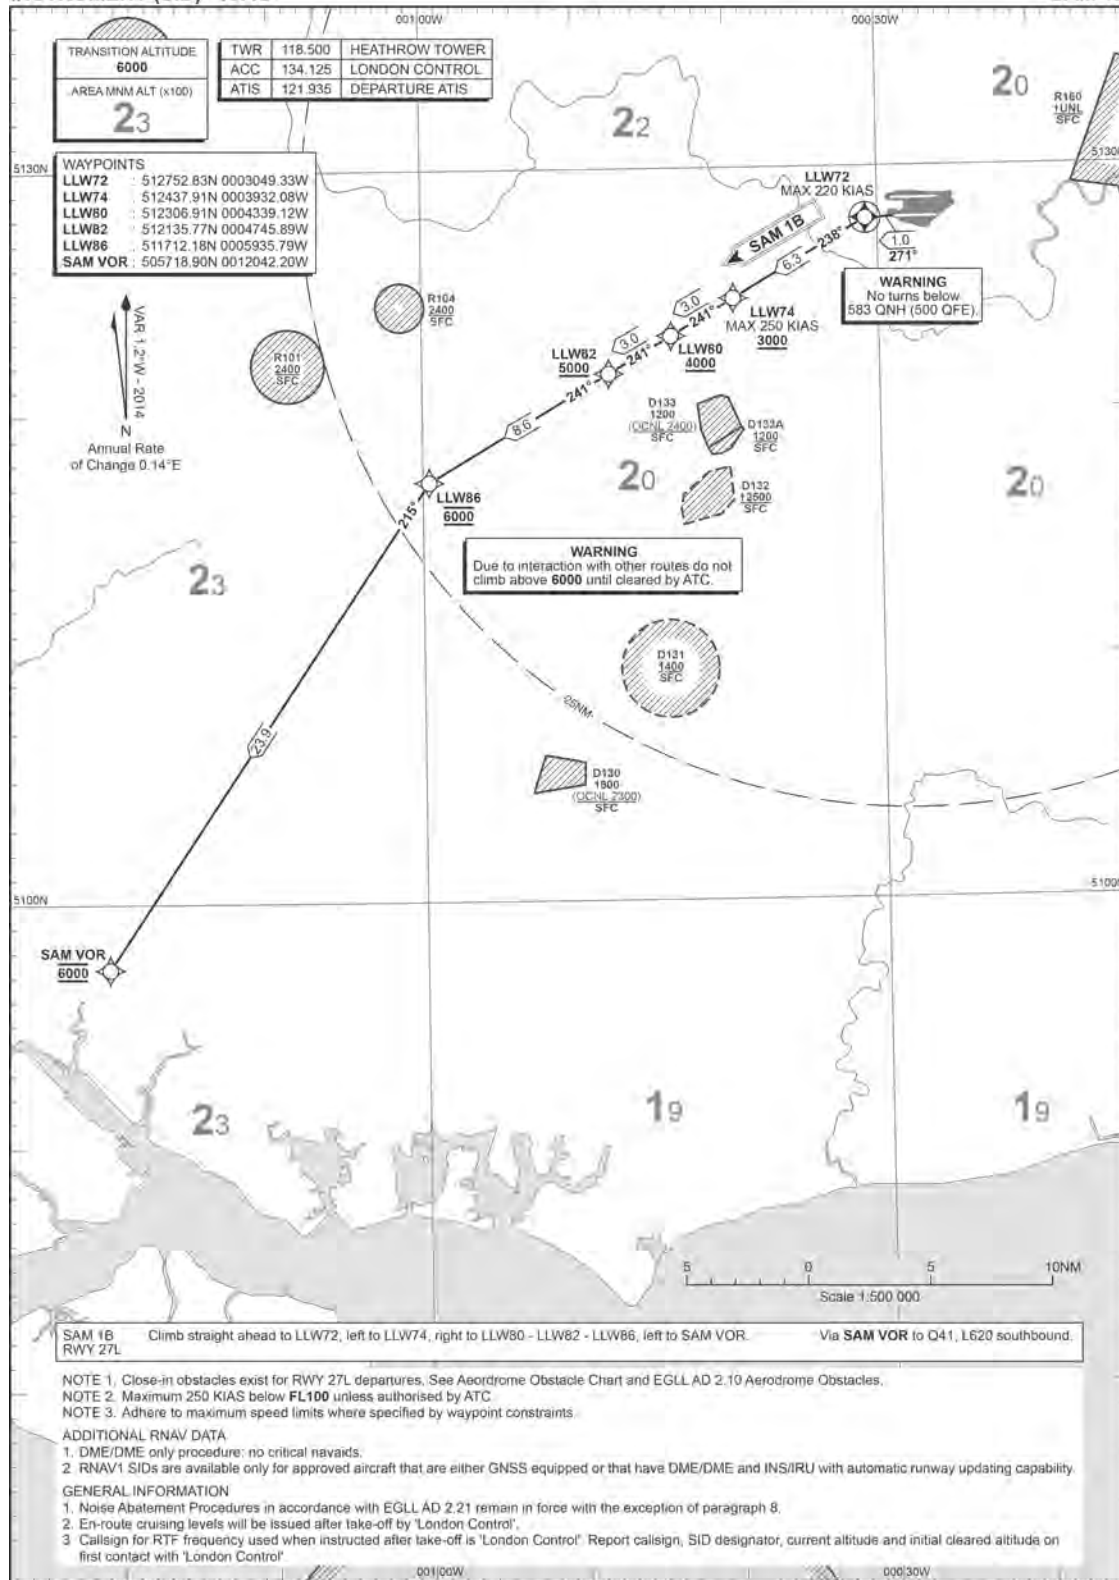 TRANSITION ALTITUDE
6000
AREA MNM ALT (x100)
23
TWR 118.500 HEATHROW TOWER
ACC 134.125 LONDON CONTROL
ATIS 121.935 DEPARTURE ATIS
001'00W
000'30W
22
20
R160
UNL
SFC
5130N
5130N
WAYPOINTS
LLW72 : 512752.83N 0003049.33W
LLW74 : 512437.91N 0003932.08W
LLW80 : 512306.91N 0004339.12W
LLW82 : 512135.77N 0004745.89W
LLW86 : 511712.18N 0005935.79W
SAM VOR : 505718.90N 0012042.20W
LLW72
MAX 220 KIAS
SAM 1B
238°
6.3
1.0
271°
WARNING
No turns below
583 QNH (500 QFE).
VAR 1.2°W - 2014
N
Annual Rate
of Change 0.14°E
R104
2400
SFC
R101
2400
SFC
3.0
241°
LLW74
MAX 250 KIAS
3000
3.0
241°
LLW60
4000
LLW82
5000
241°
8.6
D133
1200
(OCNL 2400)
SFC
D133A
1200
SFC
20
D132
12500
SFC
20
LLW86
6000
215°
WARNING
Due to interaction with other routes do not
climb above 6000 until cleared by ATC.
23
D131
1400
SFC
25NM
23.9
D130
1800
(OCNL 2300)
SFC
5100N
5100N
SAM VOR
6000
23
19
19
5 0 5 10NM
Scale 1:500 000
SAM 1B Climb straight ahead to LLW72, left to LLW74, right to LLW80 - LLW82 - LLW86, left to SAM VOR. Via SAM VOR to Q41, L620 southbound.
RWY 27L
NOTE 1. Close-in obstacles exist for RWY 27L departures. See Aeordrome Obstacle Chart and EGLL AD 2.10 Aerodrome Obstacles.
NOTE 2. Maximum 250 KIAS below FL100 unless authorised by ATC
NOTE 3. Adhere to maximum speed limits where specified by waypoint constraints
ADDITIONAL RNAV DATA
1. DME/DME only procedure: no critical navaids.
2 RNAV1 SIDs are available only for approved aircraft that are either GNSS equipped or that have DME/DME and INS/IRU with automatic runway updating capability.
GENERAL INFORMATION
1. Noise Abatement Procedures in accordance with EGLL AD 2.21 remain in force with the exception of paragraph 8.
2. En-route cruising levels will be issued after take-off by 'London Control'.
3 Callsign for RTF frequency used when instructed after take-off is 'London Control' Report callsign, SID designator, current altitude and initial cleared altitude on
first contact with 'London Control'
001'00W
000'30W